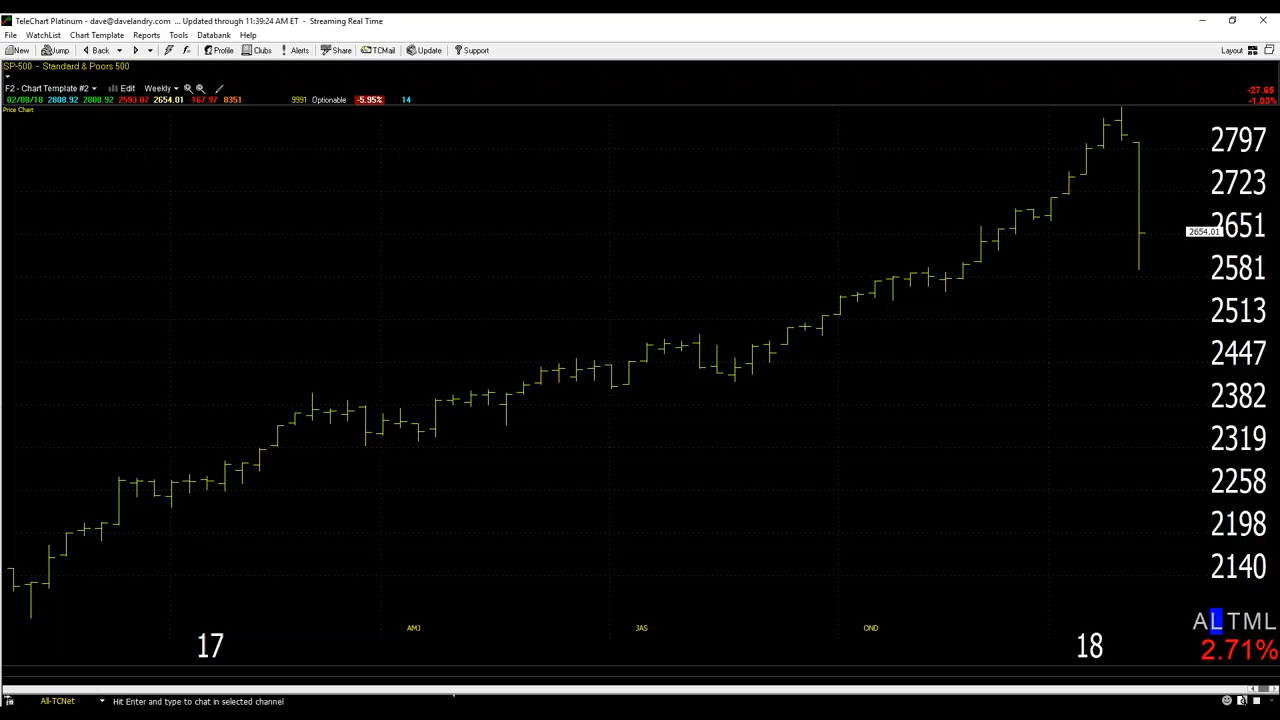 TeleChart Platinum - dave@davelandry.com ... Updated through 11:39:24 AM ET - Streaming Real Time
File WatchList Chart Template Reports Tools Databank Help
New Jump Back Profile Clubs Alerts Share TCMail Update Support Layout
SP-500 - Standard & Poors 500
F2 - Chart Template #2 Edit Weekly
-27.65
02/08/18 2808.92 2808.92 2593.07 2654.01 -167.97 8351 9991 Optionable -5.95% 14
-1.03%
Price Chart
2797
2723
2651
2654.01
2581
2513
2447
2382
2319
2258
2198
2140
ALTML
AMJ JAS OND
17 18
2.71%
All-TCNet Hit Enter and type to chat in selected channel